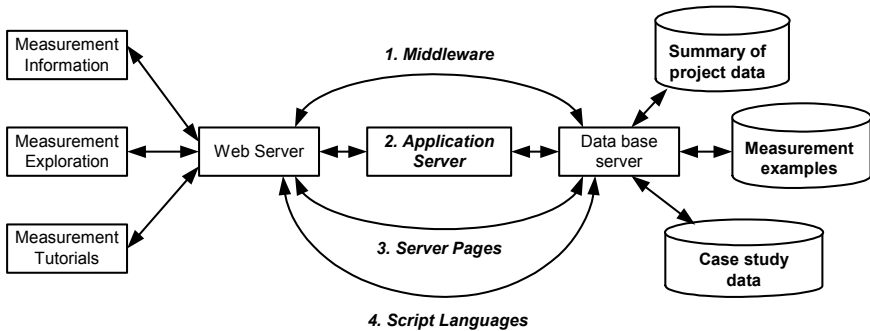 Measurement
Information
Measurement
Exploration
Measurement
Tutorials
Web Server
1. Middleware
2. Application
Server
3. Server Pages
4. Script Languages
Data base
server
Summary of
project data
Measurement
examples
Case study
data